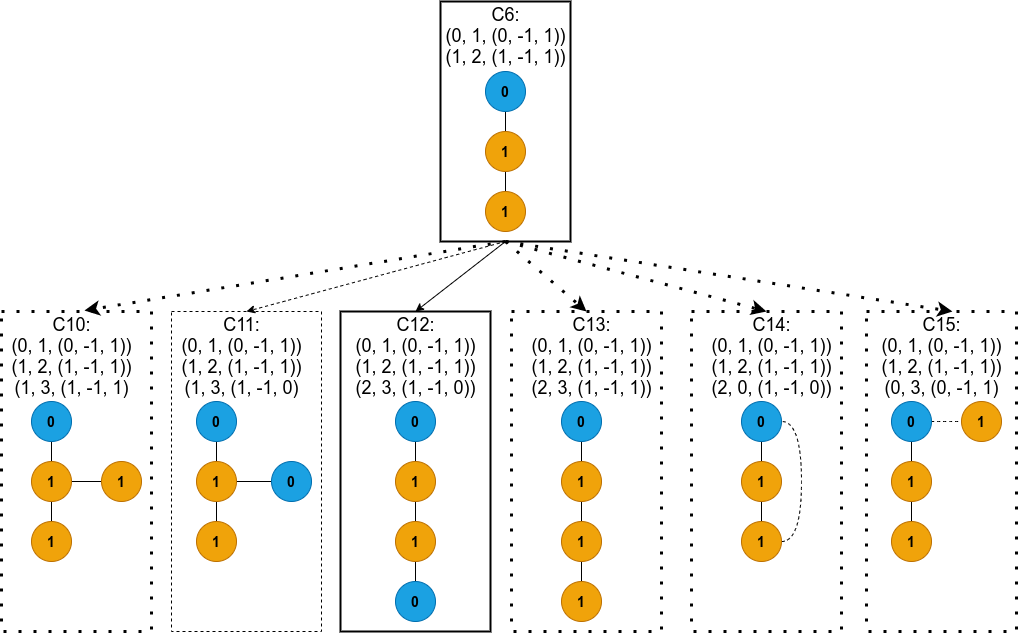 C6:
(0, 1, (0, -1, 1))
(1, 2, (1, -1, 1))
0
1
1
C10:
(0, 1, (0, -1, 1))
(1, 2, (1, -1, 1))
(1, 3, (1, -1, 1)
0
1 1
1
C11:
(0, 1, (0, -1, 1))
(1, 2, (1, -1, 1))
(1, 3, (1, -1, 0)
0
1 0
1
C12:
(0, 1, (0, -1, 1))
(1, 2, (1, -1, 1))
(2, 3, (1, -1, 0))
0
1
1
0
C13:
(0, 1, (0, -1, 1))
(1, 2, (1, -1, 1))
(2, 3, (1, -1, 1))
0
1
1
1
C14:
(0, 1, (0, -1, 1))
(1, 2, (1, -1, 1))
(2, 0, (1, -1, 0))
0
1
1
C15:
(0, 1, (0, -1, 1))
(1, 2, (1, -1, 1))
(0, 3, (0, -1, 1)
0 1
1
1